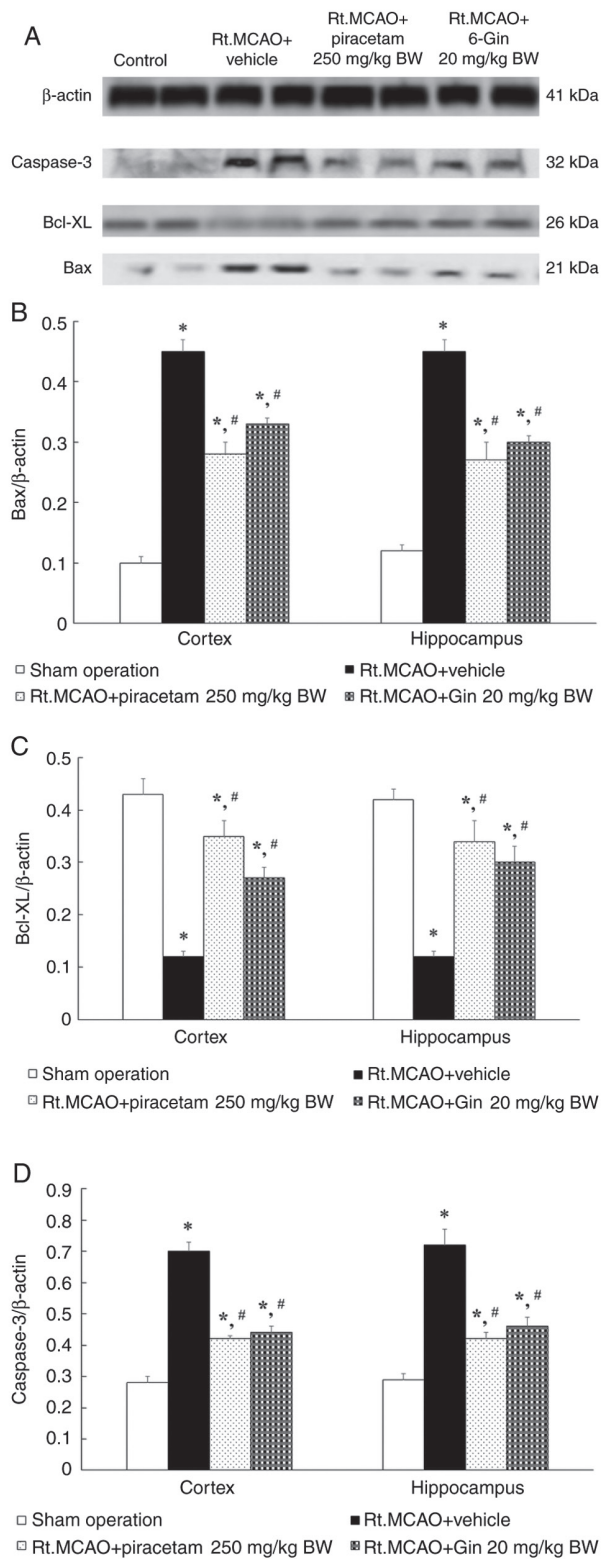 A
Control
Rt.MCAO+
vehicle
Rt.MCAO+
piracetam
250 mg/kg BW
Rt.MCAO+
6-Gin
20 mg/kg BW
β-actin 41 kDa
Caspase-3 32 kDa
Bcl-XL 26 kDa
Bax 21 kDa
B
Bax/β-actin
0.5
0.4
0.3
0.2
0.1
0
*
*, #
*, #
*
*, #
*, #
Cortex Hippocampus
Sham operation Rt.MCAO+vehicle
Rt.MCAO+piracetam 250 mg/kg BW Rt.MCAO+Gin 20 mg/kg BW
C
Bcl-XL/β-actin
0.5
0.4
0.3
0.2
0.1
0
*
*, #
*, #
*
*, #
*, #
Cortex Hippocampus
Sham operation Rt.MCAO+vehicle
Rt.MCAO+piracetam 250 mg/kg BW Rt.MCAO+Gin 20 mg/kg BW
D
Caspase-3/β-actin
0.9
0.8
0.7
0.6
0.5
0.4
0.3
0.2
0.1
0
*
*, #
*, #
*
*, #
*, #
Cortex Hippocampus
Sham operation Rt.MCAO+vehicle
Rt.MCAO+piracetam 250 mg/kg BW Rt.MCAO+Gin 20 mg/kg BW